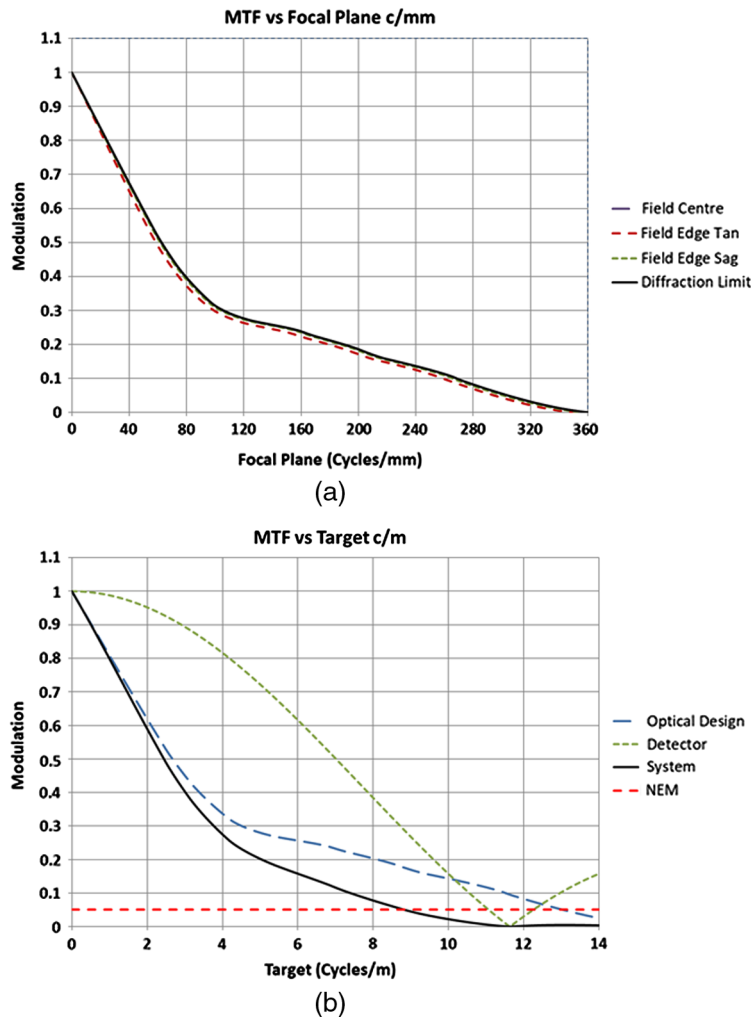 MTF vs Focal Plane c/mm
1.1
1
0.9
0.8
0.7
0.6
0.5
0.4
0.3
0.2
0.1
0
Modulation
0 40 80 120 160 200 240 280 320 360
Focal Plane (Cycles/mm)
Field Centre
Field Edge Tan
Field Edge Sag
Diffraction Limit
(a)
MTF vs Target c/m
1.1
1
0.9
0.8
0.7
0.6
0.5
0.4
0.3
0.2
0.1
0
Modulation
0 2 4 6 8 10 12 14
Target (Cycles/m)
Optical Design
Detector
System
NEM
(b)